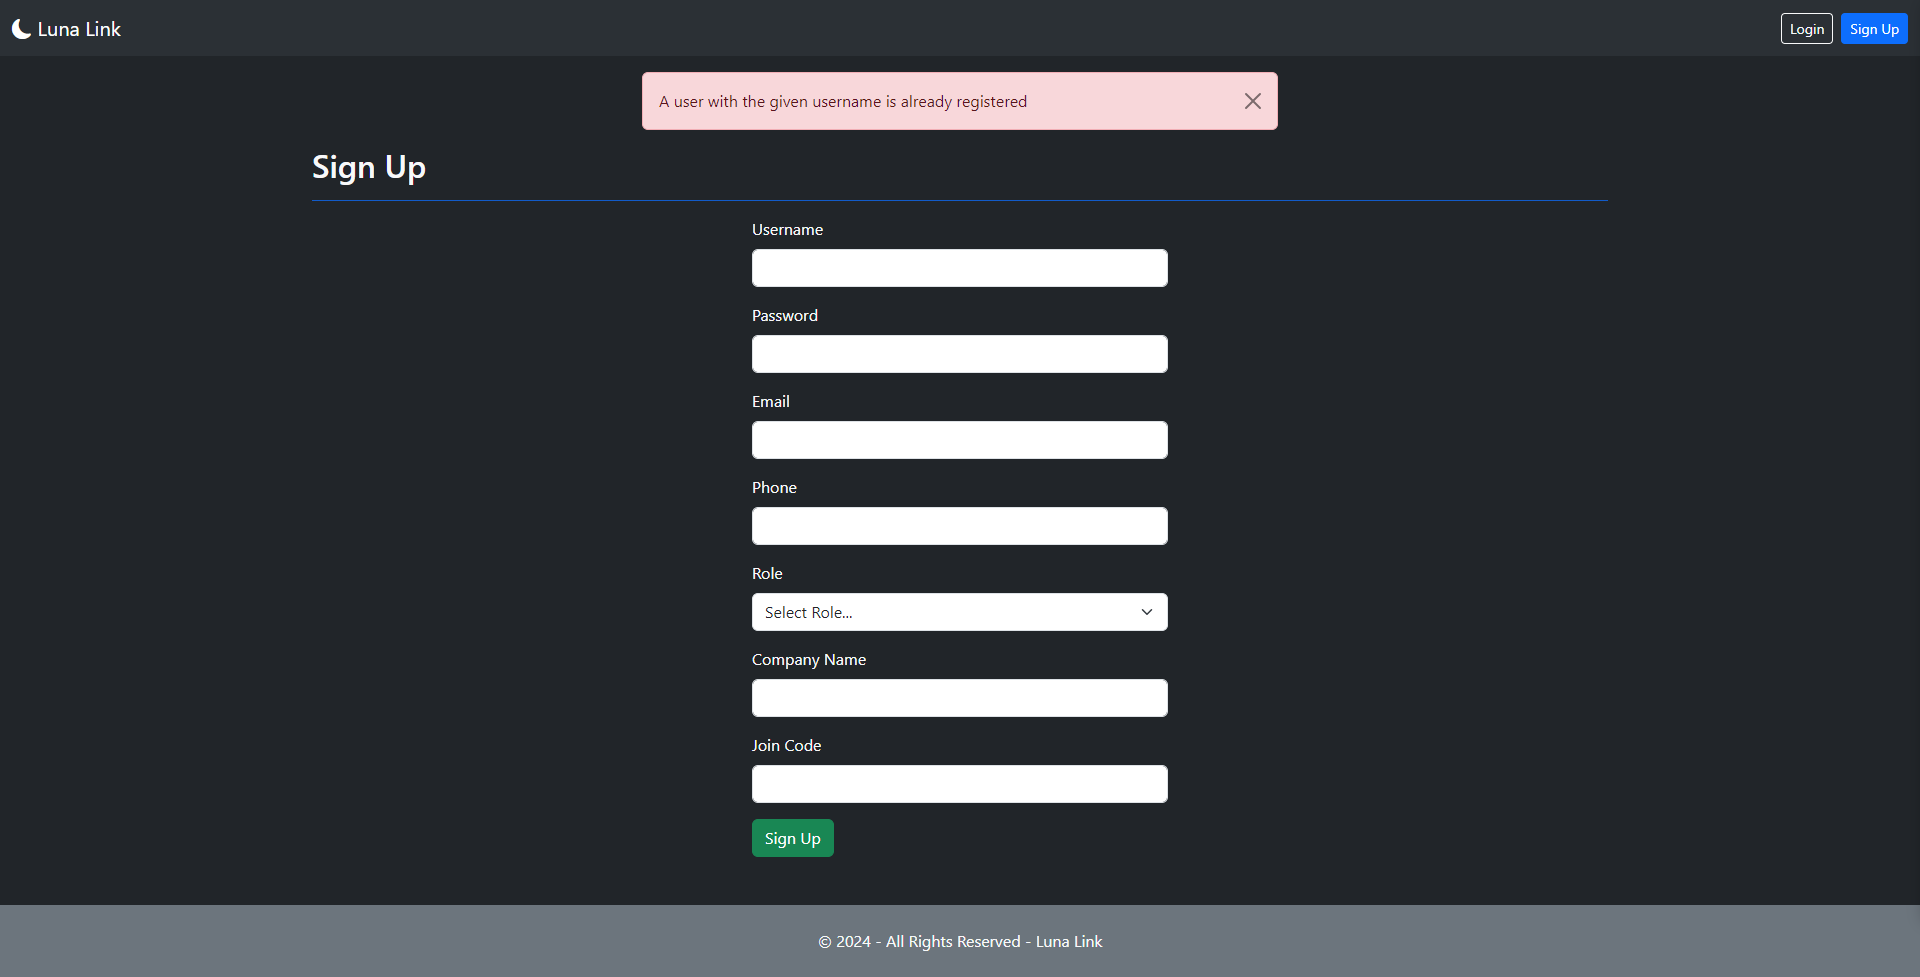 Luna Link
Login
Sign Up
A user with the given username is already registered
Sign Up
Username
Password
Email
Phone
Role
Select Role...
Company Name
Join Code
Sign Up
© 2024 - All Rights Reserved - Luna Link